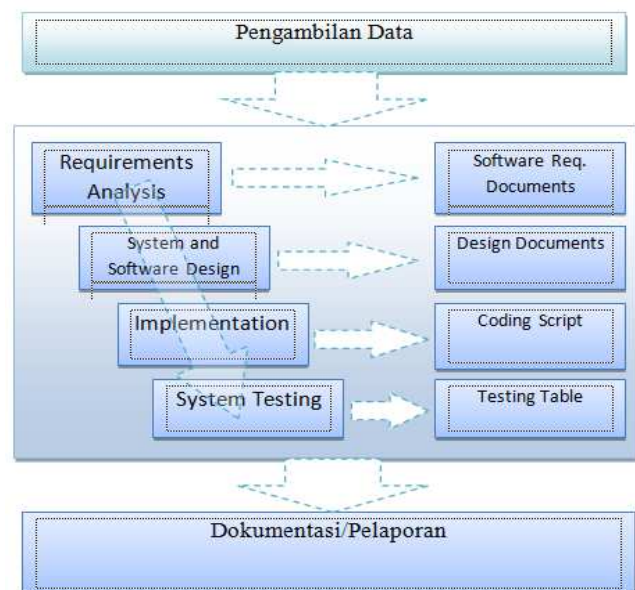 Pengambilan Data
Requirements
Analysis
Software Req.
Documents
System and
Software Design
Design Documents
Implementation
Coding Script
System Testing
Testing Table
Dokumentasi/Pelaporan